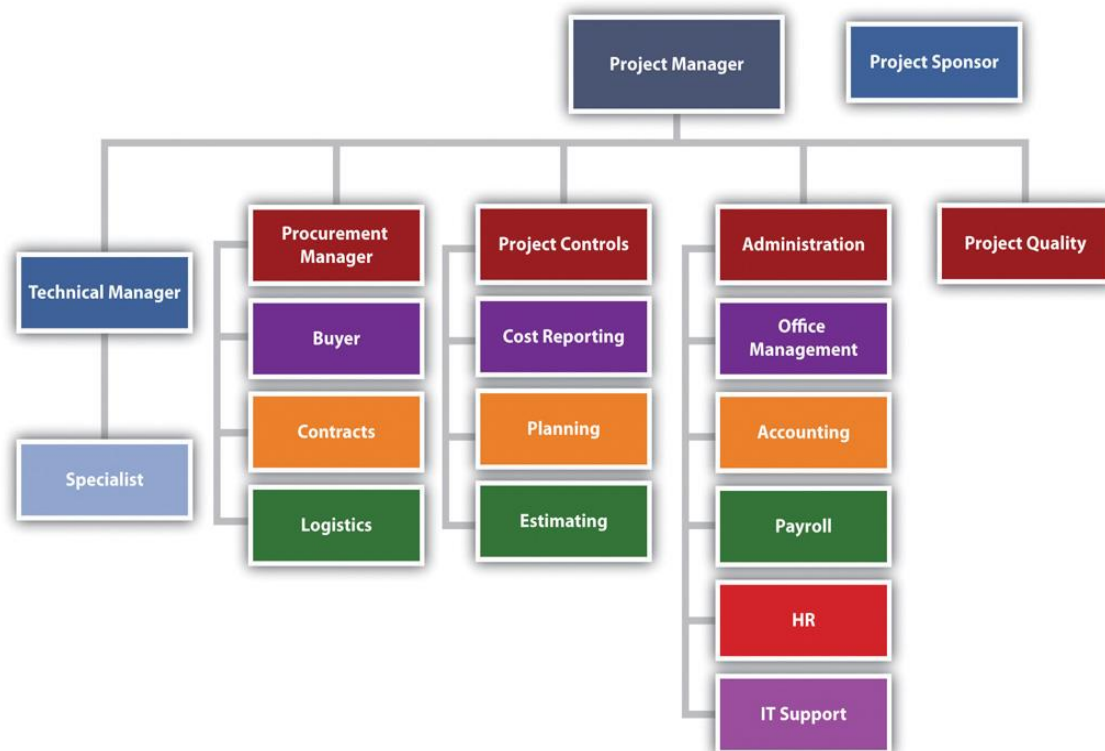 Project Manager
Project Sponsor
Technical Manager
Specialist
Procurement
Manager
Buyer
Contracts
Logistics
Project Controls
Cost Reporting
Planning
Estimating
Administration
Office
Management
Accounting
Payroll
HR
IT Support
Project Quality